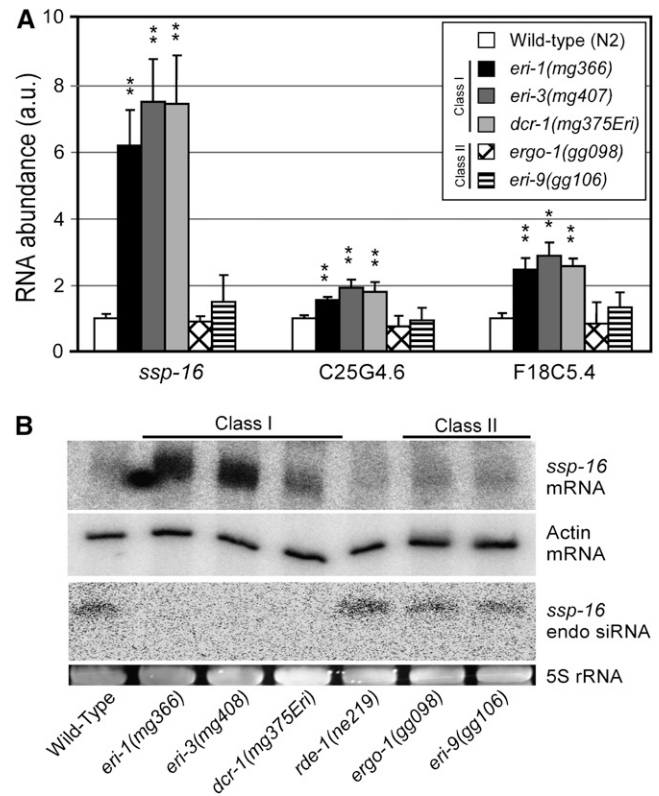 A
RNA abundance (a.u.)
10
8
6
4
2
0
** ** **
** ** **
** ** **
ssp-16
C25G4.6
F18C5.4
Wild-type (N2)
Class I
eri-1(mg366)
eri-3(mg407)
dcr-1(mg375Eri)
Class II
ergo-1(gg098)
eri-9(gg106)
B
Class I
Class II
ssp-16
mRNA
Actin
mRNA
ssp-16
endo siRNA
5S rRNA
Wild-Type
eri-1(mg366)
eri-3(mg408)
dcr-1(mg375Eri)
rde-1(ne219)
ergo-1(gg098)
eri-9(gg106)